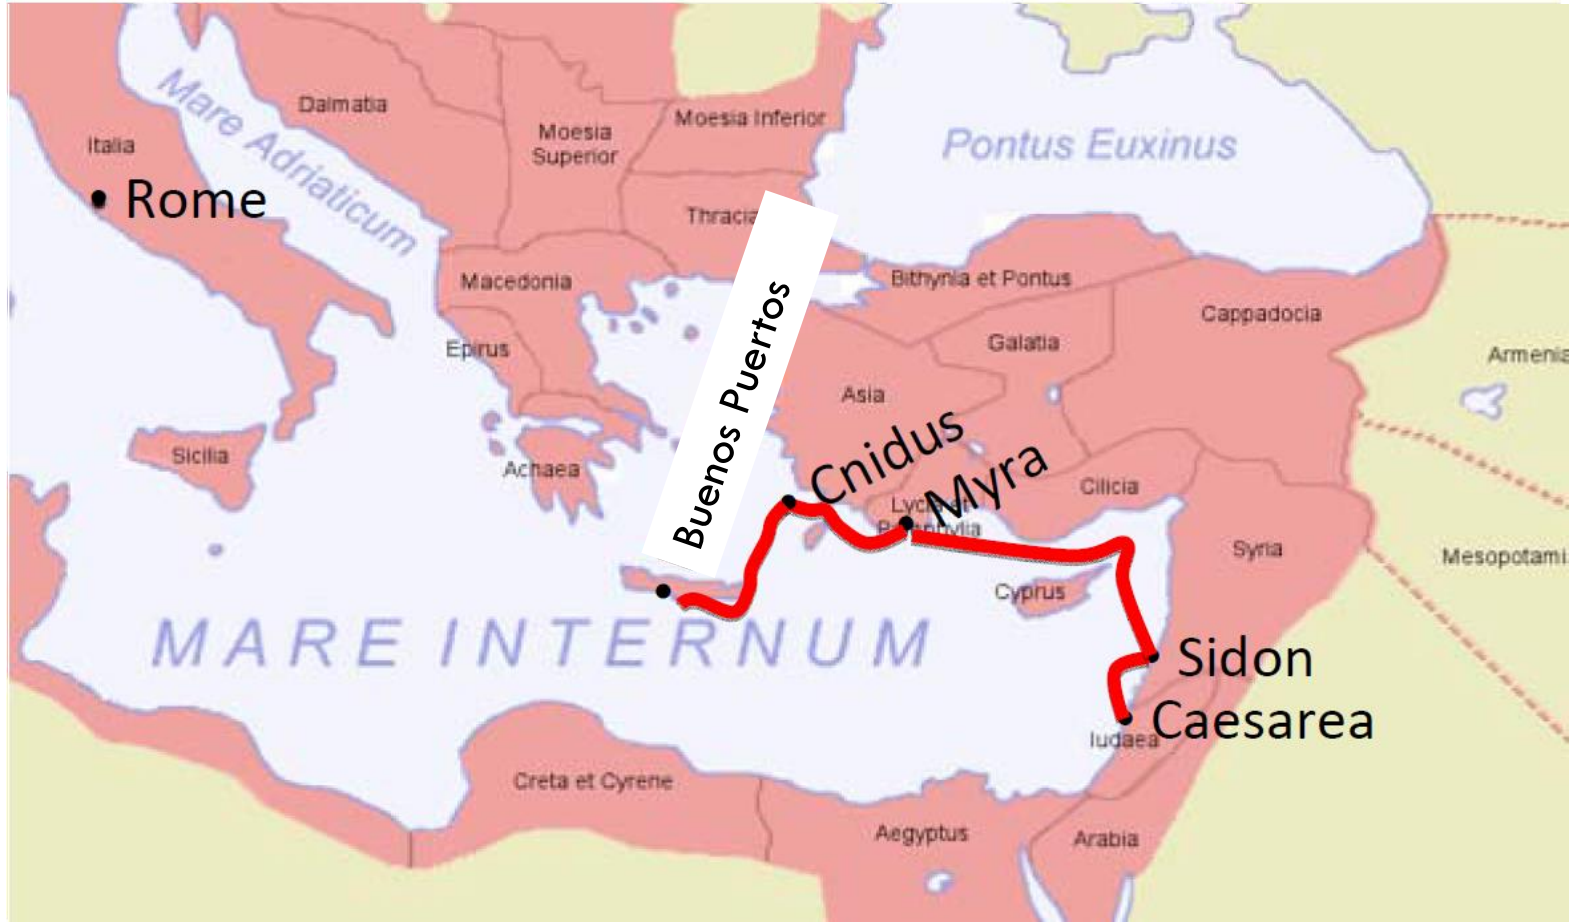 Dalmatia
Mare Adriaticum
Italia
Rome
Moesia
Superior
Moesia Inferior
Pontus Euxinus
Thracia
Macedonia
Bithynia et Pontus
Cappadocia
Galatia
Armenia
Epirus
Asia
Buenos Puertos
Cnidus
Myra
Sicilia
Achaea
Cilicia
Syria
Mesopotami
Cyprus
MARE INTERNUM
Sidon
Caesarea
Iudaea
Creta et Cyrene
Aegyptus
Arabia